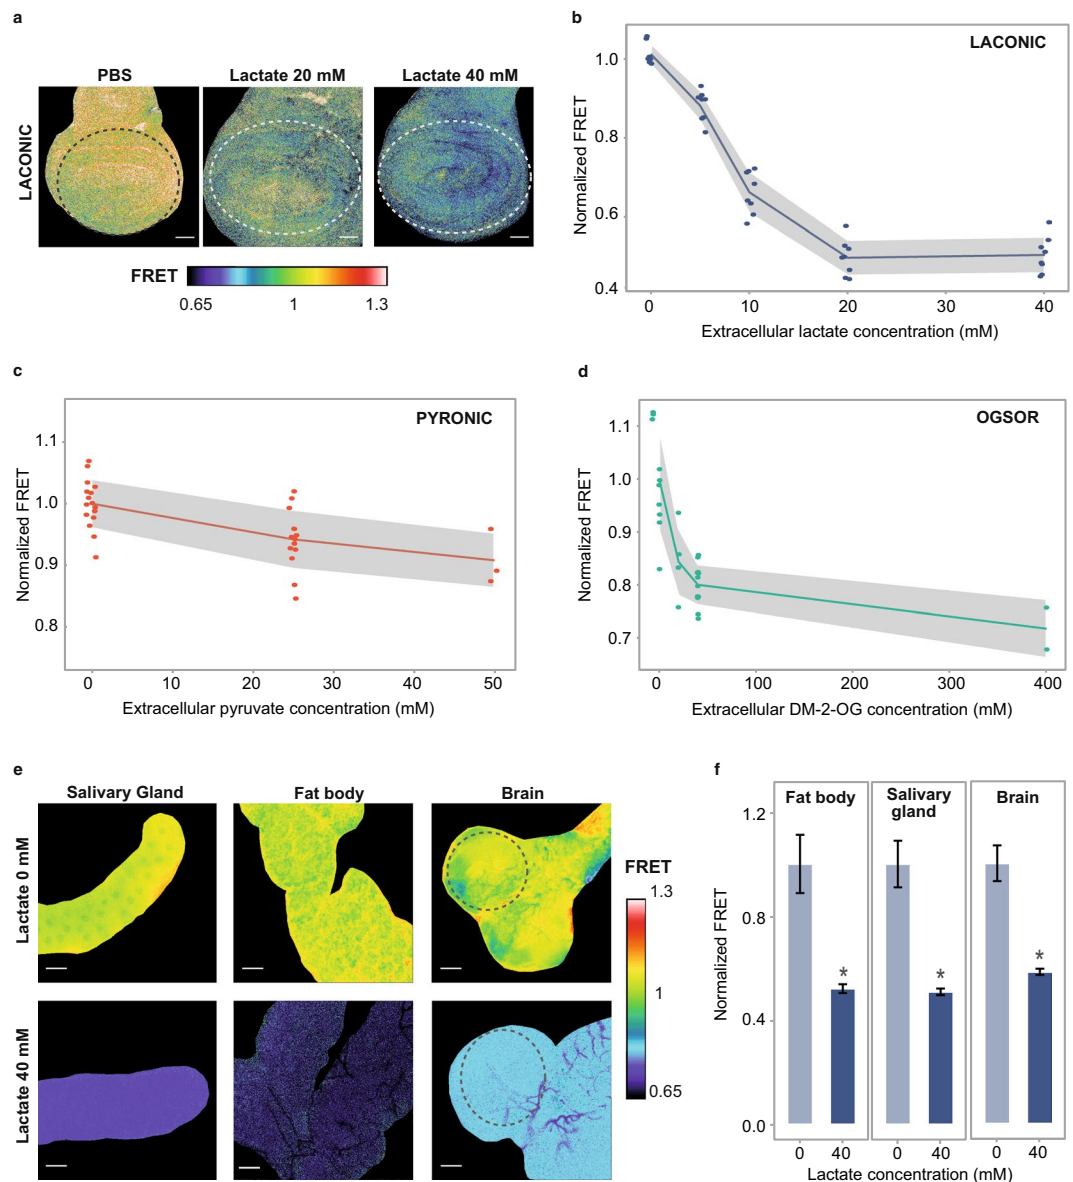 a
PBS
Lactate 20 mM
Lactate 40 mM
LACONIC
FRET
0.65
1
1.3
b
LACONIC
Normalized FRET
1.0
0.8
0.6
0.4
0
10
20
30
40
Extracellular lactate concentration (mM)
c
PYRONIC
Normalized FRET
1.1
1.0
0.9
0.8
0
10
20
30
40
50
Extracellular pyruvate concentration (mM)
d
OGSOR
Normalized FRET
1.1
1.0
0.9
0.8
0.7
0
100
200
300
400
Extracellular DM-2-OG concentration (mM)
e
Salivary Gland
Fat body
Brain
Lactate 0 mM
Lactate 40 mM
FRET
1.3
1
0.65
f
Fat body
Salivary
gland
Brain
Normalized FRET
1.2
0.8
0.4
0.0
*
*
*
0
40
0
40
0
40
Lactate concentration
(mM)